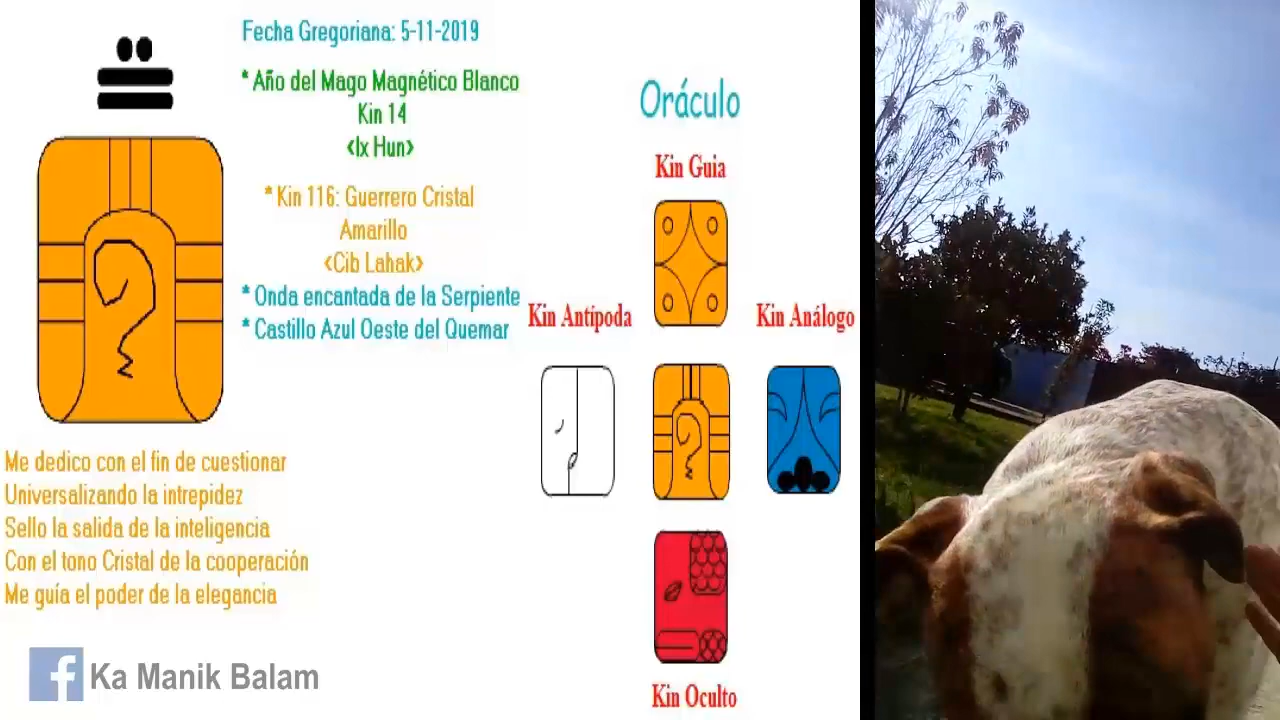 Fecha Gregoriana: 5-11-2019
* Año del Mago Magnético Blanco
Kin 14
<Ix Hun>
* Kin 116: Guerrero Cristal
Amarillo
<Cib Lahak>
* Onda encantada de la Serpiente
* Castillo Azul Oeste del Quemar
Me dedico con el fin de cuestionar
Universalizando la intrepidez
Sello la salida de la inteligencia
Con el tono Cristal de la cooperación
Me guía el poder de la elegancia
f Ka Manik Balam
Oráculo
Kin Guia
Kin Antípoda
Kin Análogo
Kin Oculto